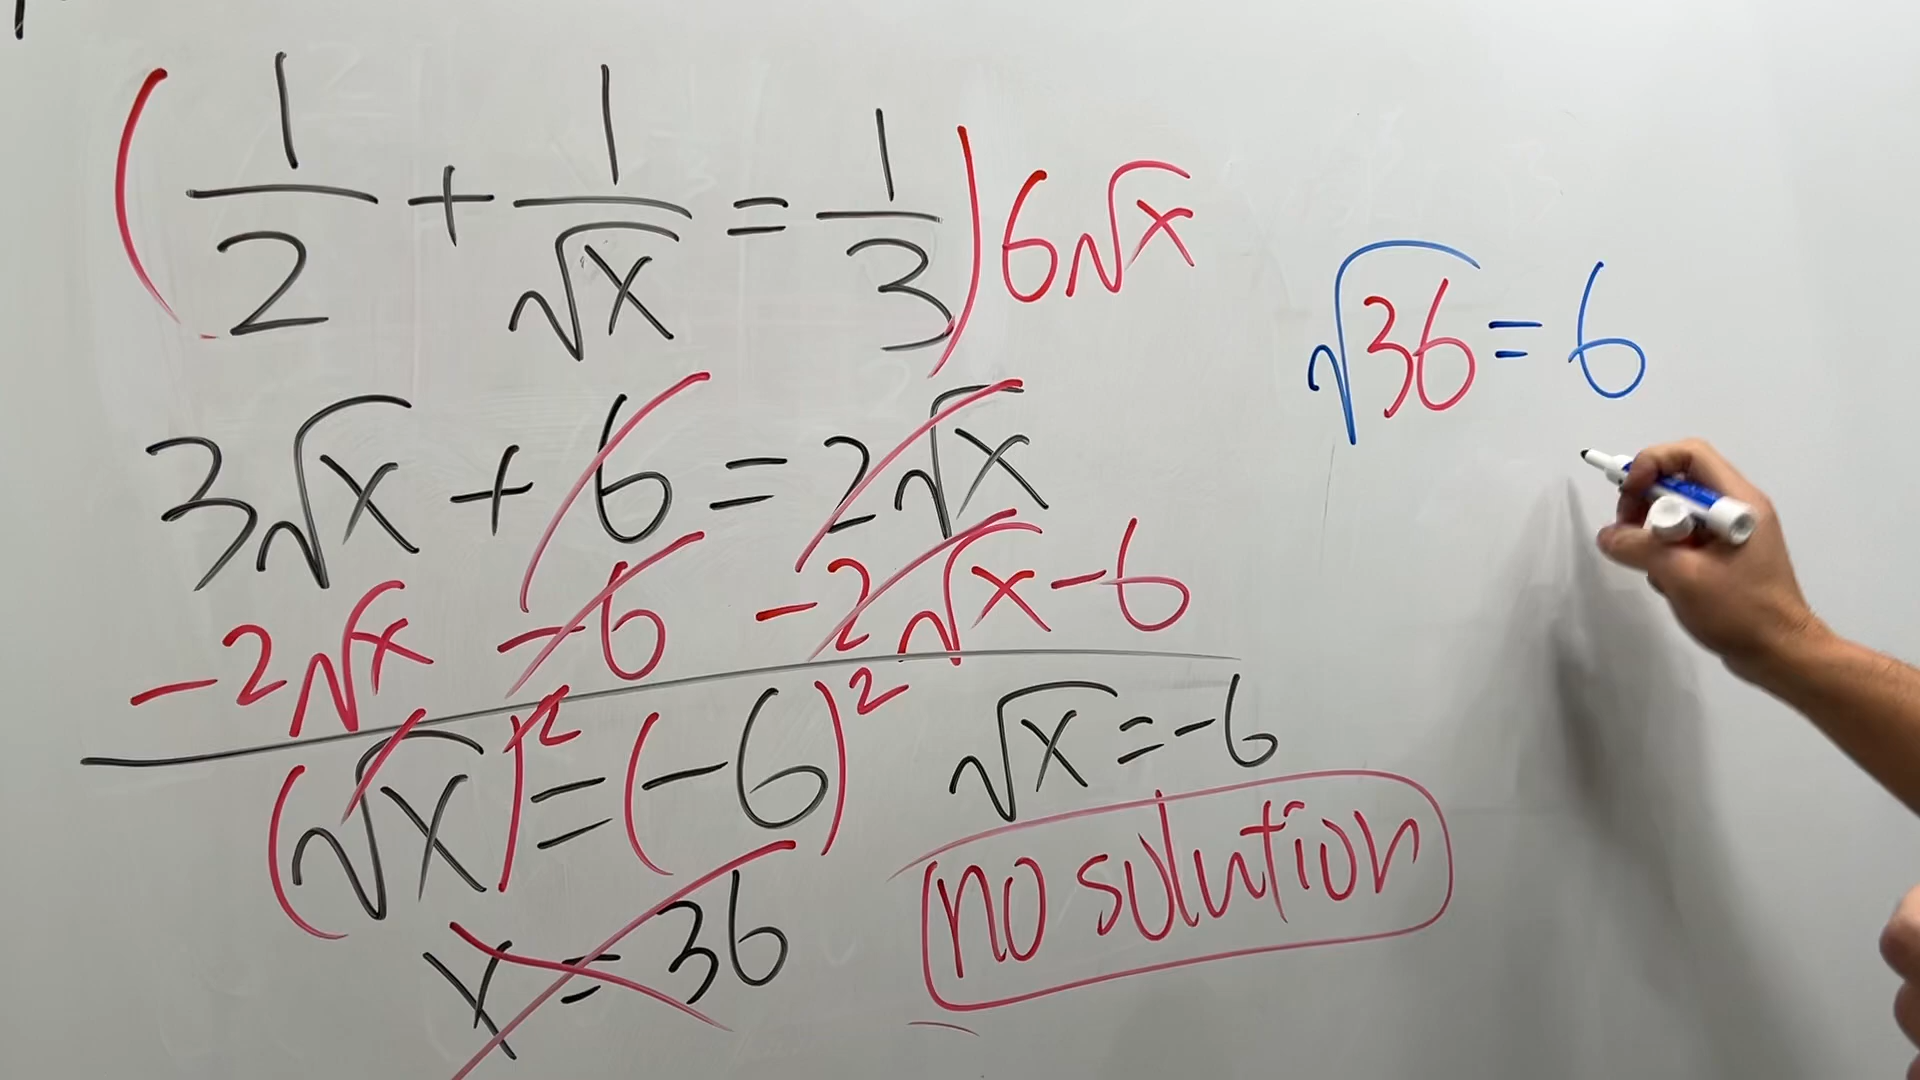 (1/2 + 1/√x = 1/3) 6√x
3√x + 6 = 2√x
-2√x -6 -2√x -6
(√x)² = (-6)²
x = 36
√x = -6
no solution
√36 = 6